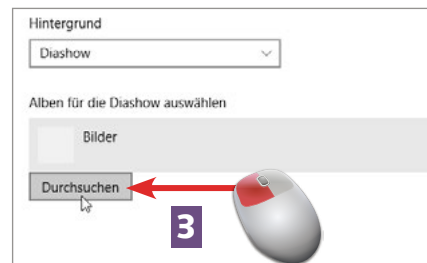 Hintergrund
Diashow
Alben für die Diashow auswählen
Bilder
Durchsuchen
3